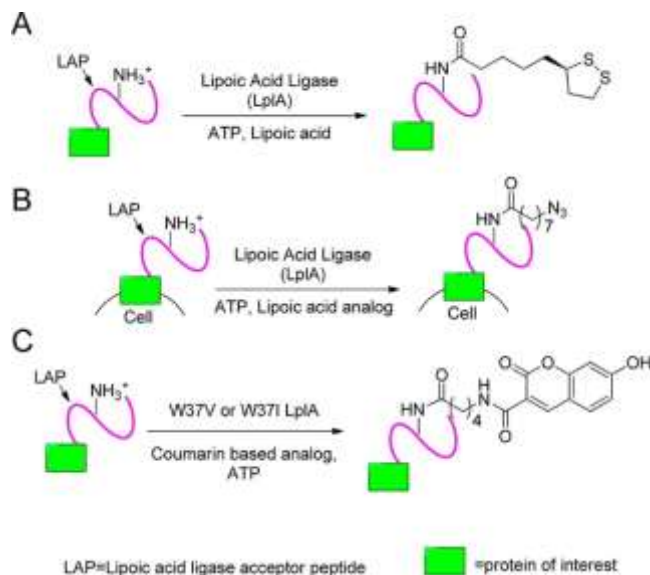 A
LAP
NH3+
Lipoic Acid Ligase
(LplA)
ATP, Lipoic acid
O
HN
S
S
B
LAP
NH3+
Lipoic Acid Ligase
(LplA)
ATP, Lipoic acid analog
Cell
O
HN
7
N3
Cell
C
LAP
NH3+
W37V or W37I LplA
Coumarin based analog,
ATP
O
HN
4
HN
O
O
O
OH
LAP=Lipoic acid ligase acceptor peptide
=protein of interest